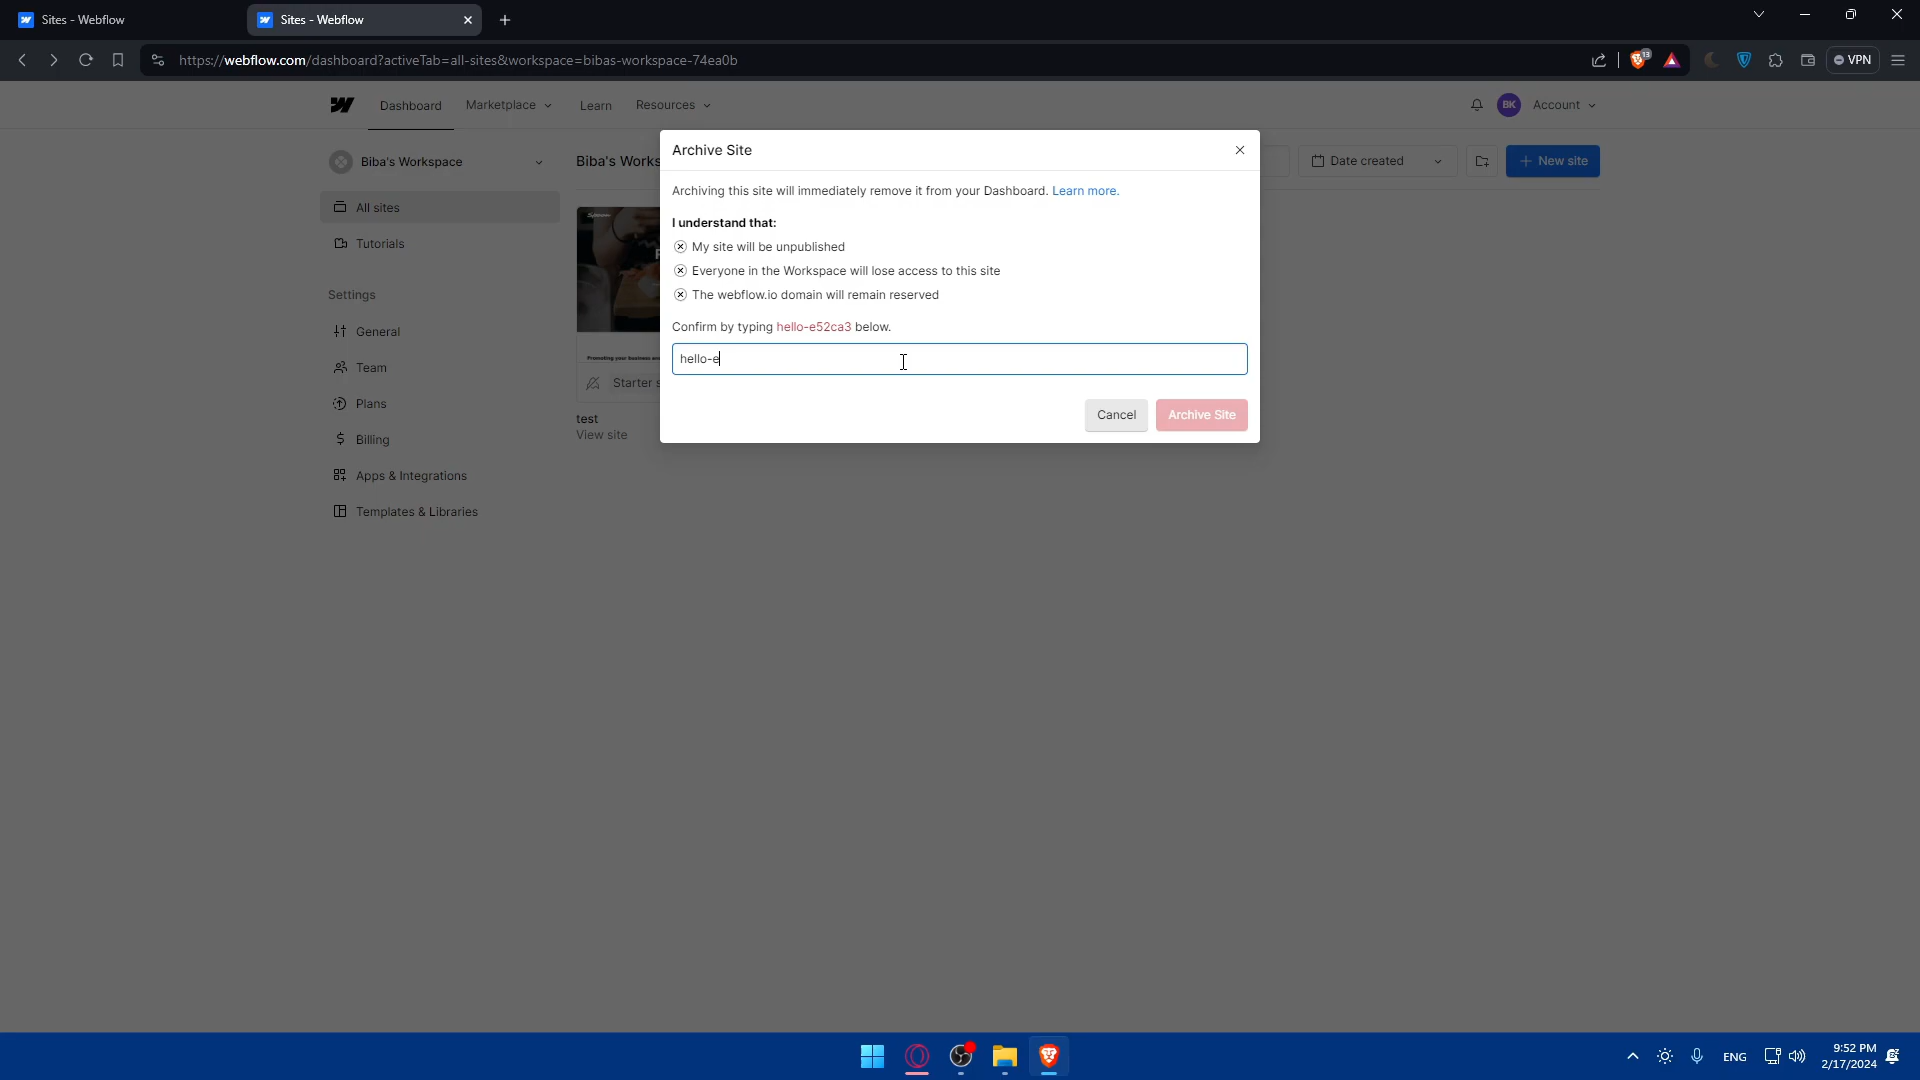 Sites - Webflow
Sites - Webflow
https://webflow.com/dashboard?activeTab=all-sites&workspace=bibas-workspace-74ea0b
13
VPN
Dashboard
Marketplace
Learn
Resources
BK
Account
Biba's Workspace
Biba's Works
Date created
New site
All sites
Tutorials
Settings
General
Team
Plans
Billing
Apps & Integrations
Templates & Libraries
Starter s
test
View site
Archive Site
Archiving this site will immediately remove it from your Dashboard. Learn more.
I understand that:
My site will be unpublished
Everyone in the Workspace will lose access to this site
The webflow.io domain will remain reserved
Confirm by typing hello-e52ca3 below.
hello-e
Cancel
Archive Site
ENG
9:52 PM
2/17/2024